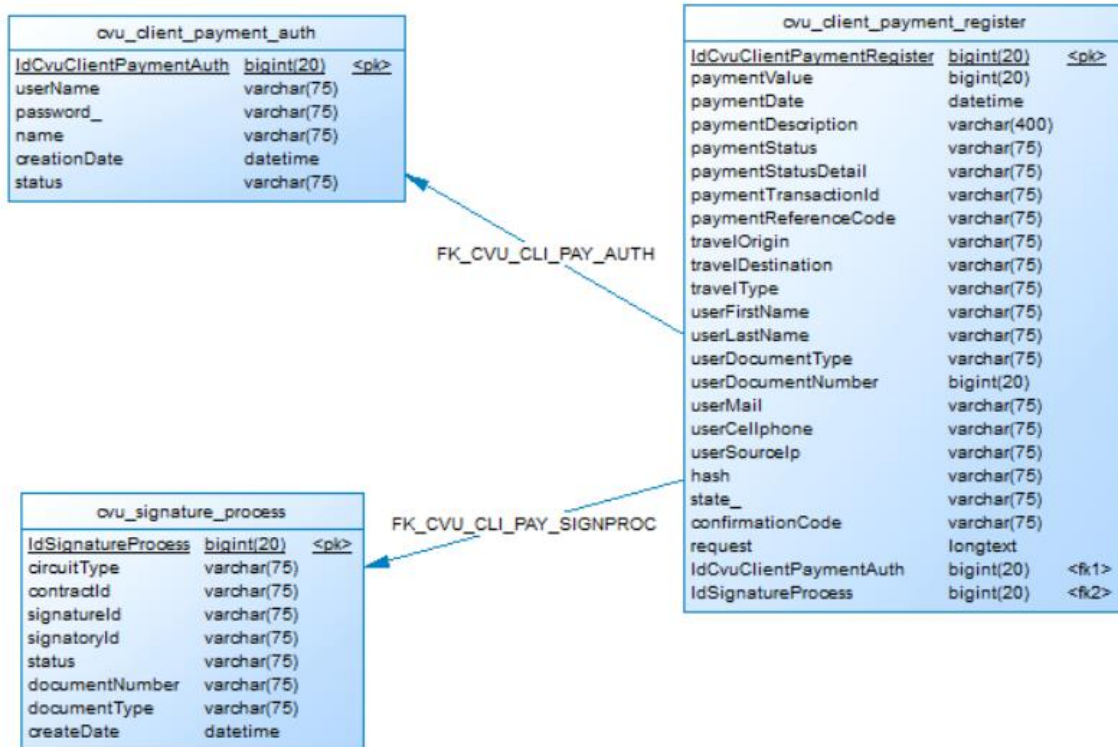 cvu_client_payment_auth
IdCvuClientPaymentAuth bigint(20) <pk>
userName varchar(75)
password_ varchar(75)
name varchar(75)
creationDate datetime
status varchar(75)
cvu_client_payment_register
IdCvuClientPaymentRegister bigint(20) <pk>
paymentValue bigint(20)
paymentDate datetime
paymentDescription varchar(400)
paymentStatus varchar(75)
paymentStatusDetail varchar(75)
paymentTransactionId varchar(75)
paymentReferenceCode varchar(75)
travelOrigin varchar(75)
travelDestination varchar(75)
travelType varchar(75)
userFirstName varchar(75)
userLastName varchar(75)
userDocumentType varchar(75)
userDocumentNumber bigint(20)
userMail varchar(75)
userCellphone varchar(75)
userSourceIp varchar(75)
hash varchar(75)
state_ varchar(75)
confirmationCode varchar(75)
request longtext
IdCvuClientPaymentAuth bigint(20) <fk1>
IdSignatureProcess bigint(20) <fk2>
FK_CVU_CLI_PAY_AUTH
FK_CVU_CLI_PAY_SIGNPROC
cvu_signature_process
IdSignatureProcess bigint(20) <pk>
circuitType varchar(75)
contractId varchar(75)
signatureId varchar(75)
signatoryId varchar(75)
status varchar(75)
documentNumber varchar(75)
documentType varchar(75)
createDate datetime